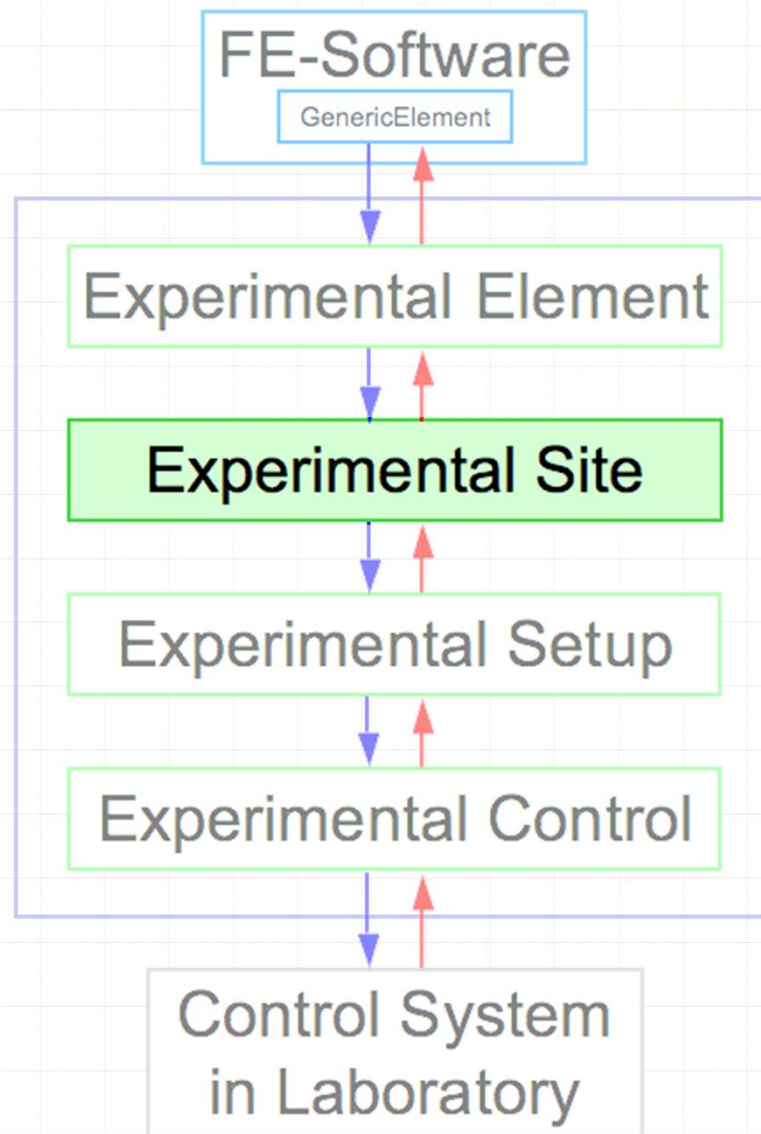 FE-Software
GenericElement
Experimental Element
Experimental Site
Experimental Setup
Experimental Control
Control System
in Laboratory